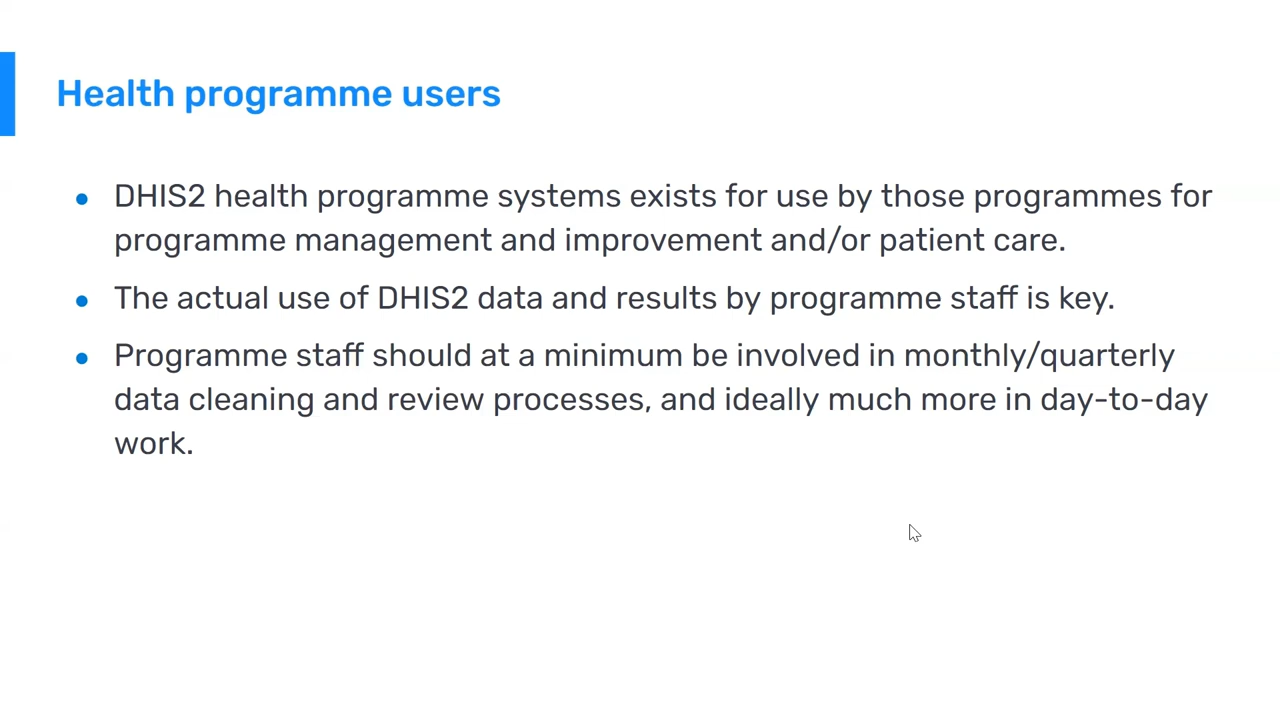 Health programme users
DHIS2 health programme systems exists for use by those programmes for
programme management and improvement and/or patient care.
The actual use of DHIS2 data and results by programme staff is key.
Programme staff should at a minimum be involved in monthly/quarterly
data cleaning and review processes, and ideally much more in day-to-day
work.